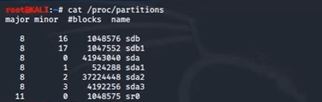 root@KALI:~# cat /proc/partitions
major minor  #blocks  name

   8       16    1048576 sdb
   8       17    1047552 sdb1
   8        0   41943040 sda
   8        1     524288 sda1
   8        2   37224448 sda2
   8        3    4192256 sda3
  11        0    1048575 sr0